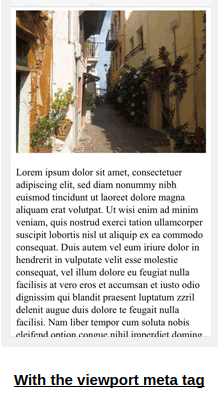 Lorem ipsum dolor sit amet, consectetuer
adipiscing elit, sed diam nonummy nibh
euismod tincidunt ut laoreet dolore magna
aliquam erat volutpat. Ut wisi enim ad minim
veniam, quis nostrud exerci tation ullamcorper
suscipit lobortis nisl ut aliquip ex ea commodo
consequat. Duis autem vel eum iriure dolor in
hendrerit in vulputate velit esse molestie
consequat, vel illum dolore eu feugiat nulla
facilisis at vero eros et accumsan et iusto odio
dignissim qui blandit praesent luptatum zzril
delenit augue duis dolore te feugait nulla
facilisi. Nam liber tempor cum soluta nobis
eleifend option congue nihil imperdiet doming
With the viewport meta tag